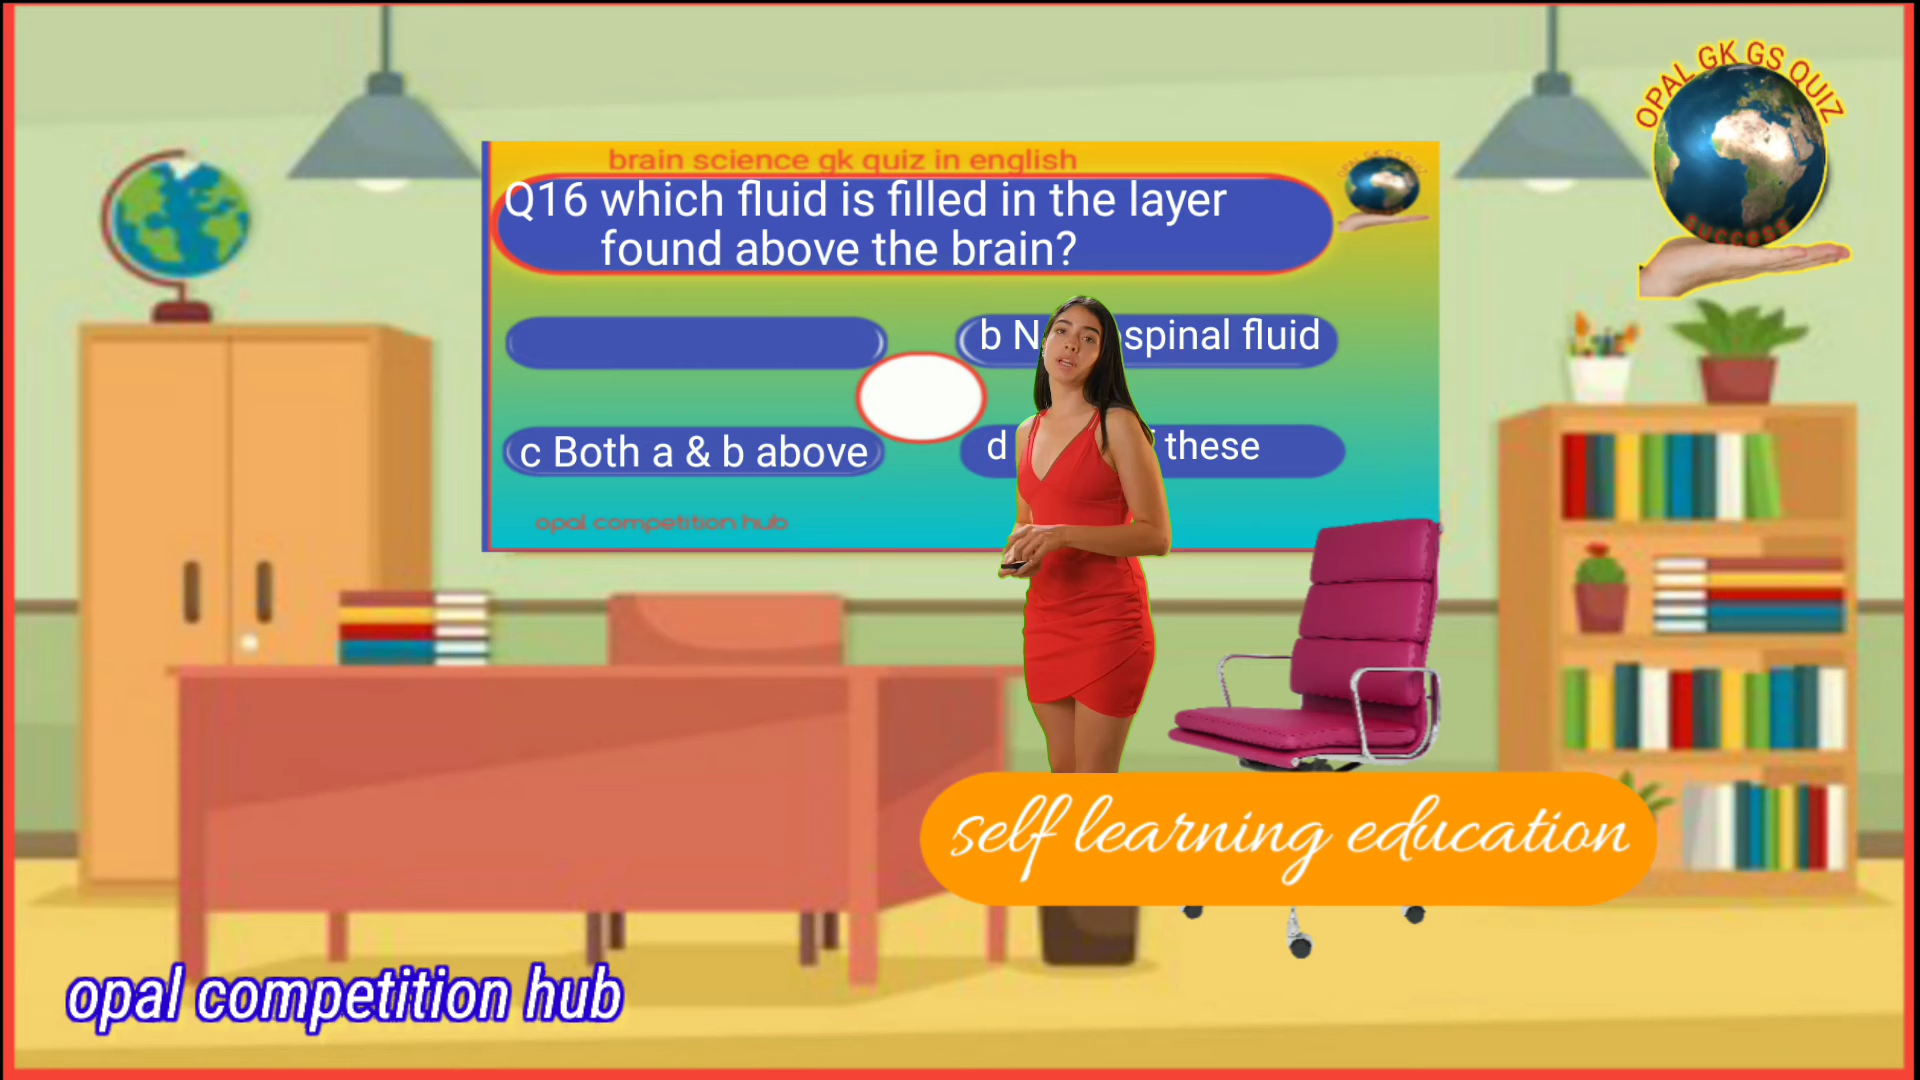 OPAL GK GS QUIZ
success
brain science gk quiz in english
Q16 which fluid is filled in the layer
found above the brain?
b spinal fluid
c Both a & b above
d these
opal competition hub
self learning education
opal competition hub